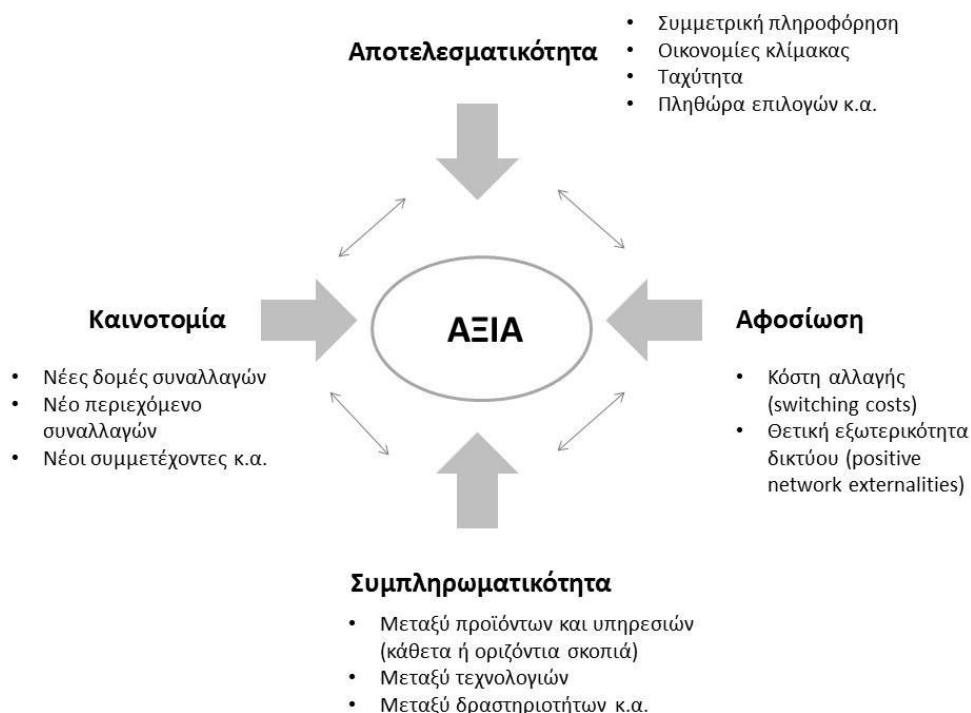 Αποτελεσματικότητα
• Συμμετρική πληροφόρηση
• Οικονομίες κλίμακας
• Ταχύτητα
• Πληθώρα επιλογών κ.α.
Καινοτομία
• Νέες δομές συναλλαγών
• Νέο περιεχόμενο
συναλλαγών
• Νέοι συμμετέχοντες κ.α.
ΑΞΙΑ
Αφοσίωση
• Κόστη αλλαγής
(switching costs)
• Θετική εξωτερικότητα
δικτύου (positive
network externalities)
Συμπληρωματικότητα
• Μεταξύ προϊόντων και υπηρεσιών
(κάθετα ή οριζόντια σκοπιά)
• Μεταξύ τεχνολογιών
• Μεταξύ δραστηριοτήτων κ.α.